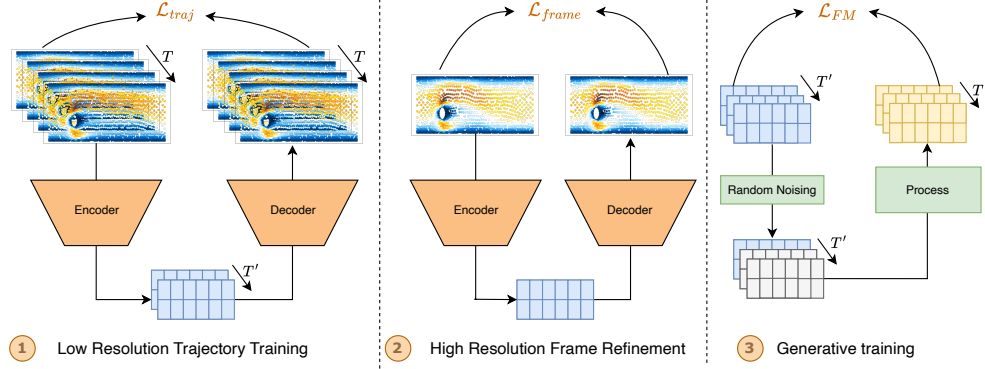 𝓛_traj
T
T
Encoder
Decoder
T′
1 Low Resolution Trajectory Training
𝓛_frame
Encoder
Decoder
2 High Resolution Frame Refinement
𝓛_FM
T′
T
Random Noising
Process
T′
3 Generative training